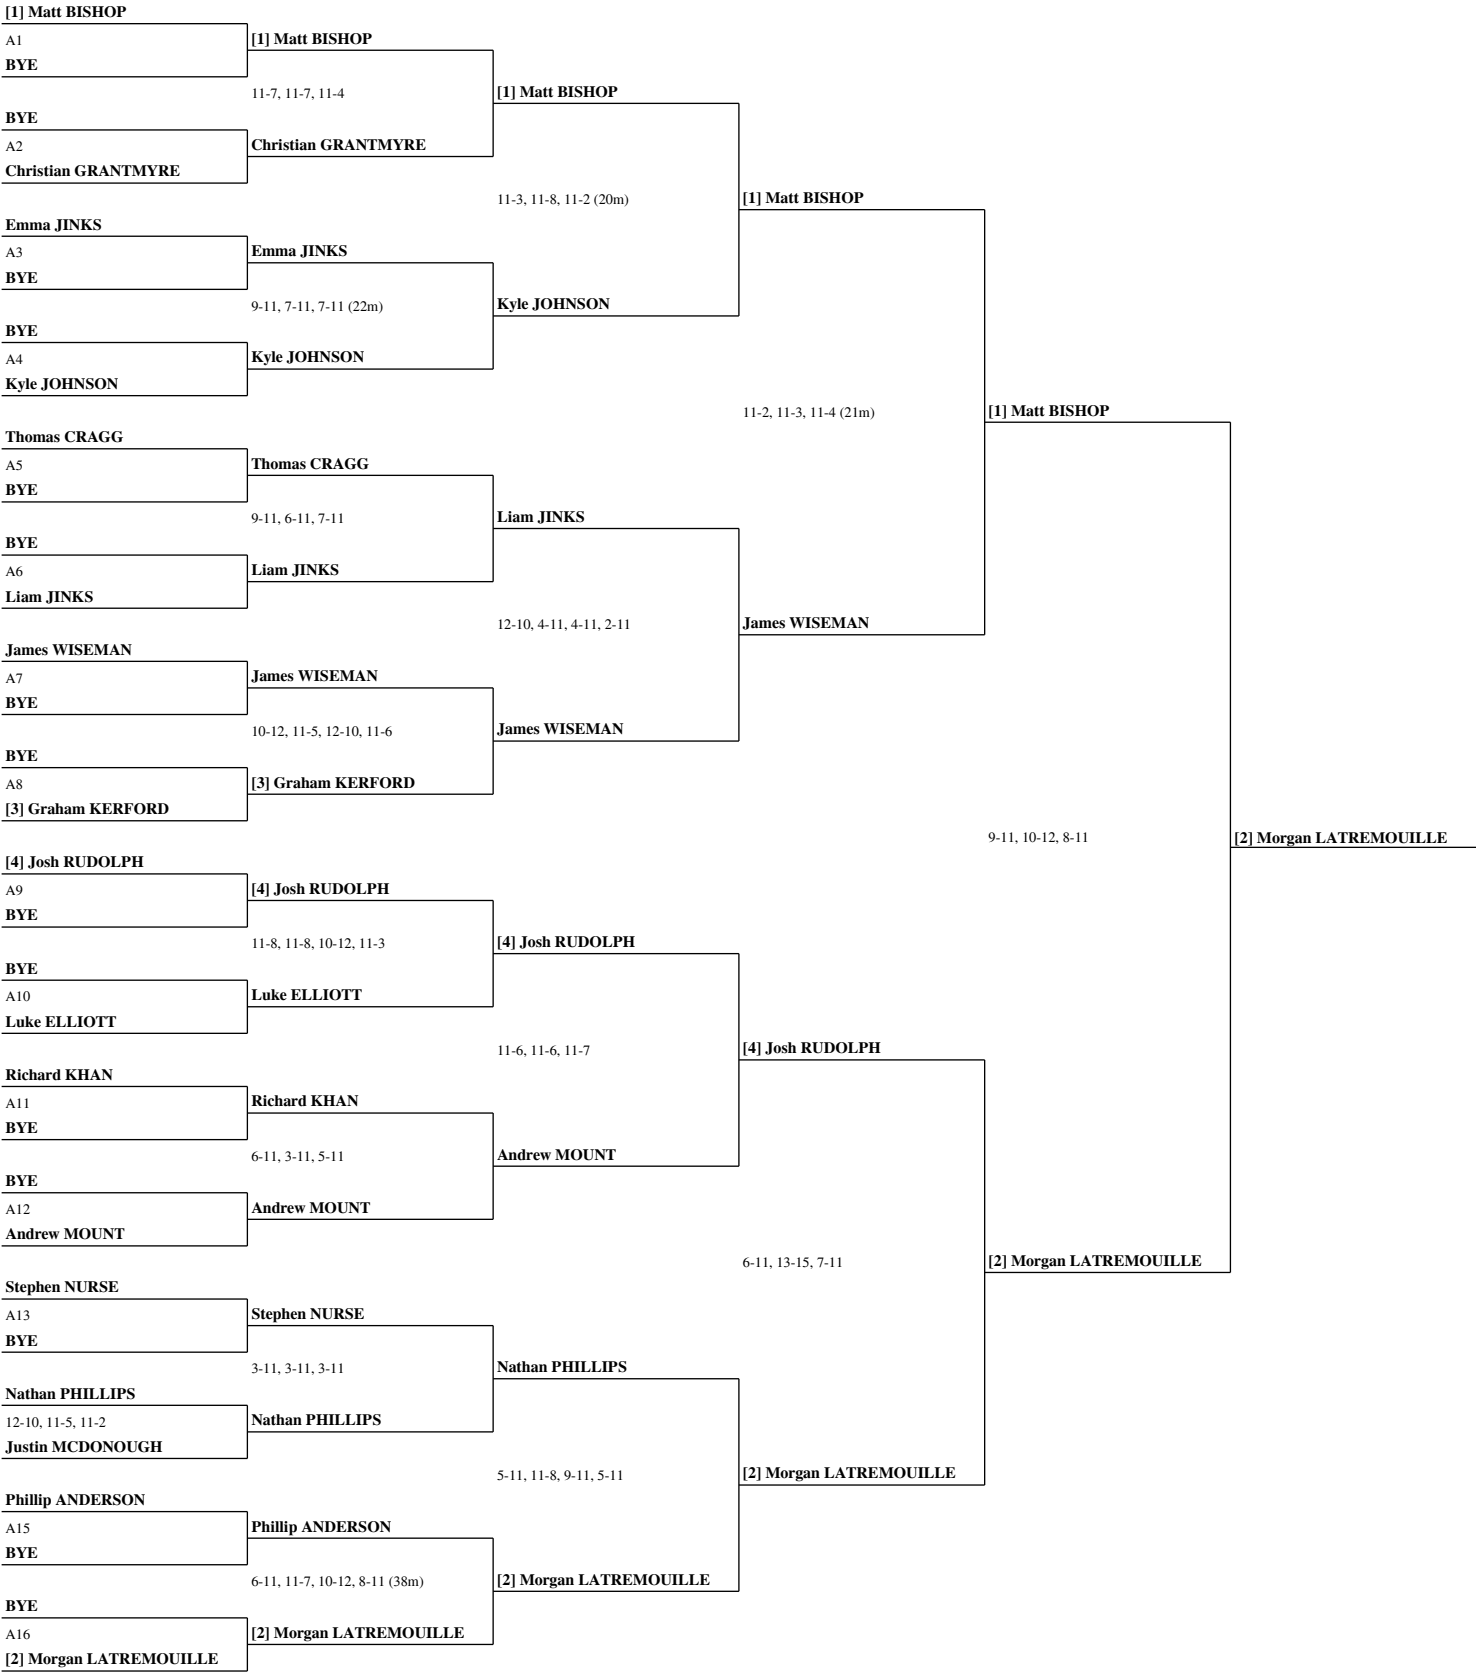 [1] Matt BISHOP
A1
BYE
BYE
A2
Christian GRANTMYRE
Emma JINKS
A3
BYE
BYE
A4
Kyle JOHNSON
Thomas CRAGG
A5
BYE
BYE
A6
Liam JINKS
James WISEMAN
A7
BYE
BYE
A8
[3] Graham KERFORD
[4] Josh RUDOLPH
A9
BYE
BYE
A10
Luke ELLIOTT
Richard KHAN
A11
BYE
BYE
A12
Andrew MOUNT
Stephen NURSE
A13
BYE
Nathan PHILLIPS
12-10, 11-5, 11-2
Justin MCDONOUGH
Phillip ANDERSON
A15
BYE
BYE
A16
[2] Morgan LATREMOUILLE
[1] Matt BISHOP
11-7, 11-7, 11-4
Christian GRANTMYRE
Emma JINKS
9-11, 7-11, 7-11 (22m)
Kyle JOHNSON
Thomas CRAGG
9-11, 6-11, 7-11
Liam JINKS
James WISEMAN
10-12, 11-5, 12-10, 11-6
[3] Graham KERFORD
[4] Josh RUDOLPH
11-8, 11-8, 10-12, 11-3
Luke ELLIOTT
Richard KHAN
6-11, 3-11, 5-11
Andrew MOUNT
Stephen NURSE
3-11, 3-11, 3-11
Nathan PHILLIPS
Phillip ANDERSON
6-11, 11-7, 10-12, 8-11 (38m)
[2] Morgan LATREMOUILLE
[1] Matt BISHOP
11-3, 11-8, 11-2 (20m)
Kyle JOHNSON
Liam JINKS
12-10, 4-11, 4-11, 2-11
James WISEMAN
[4] Josh RUDOLPH
11-6, 11-6, 11-7
Andrew MOUNT
Nathan PHILLIPS
5-11, 11-8, 9-11, 5-11
[2] Morgan LATREMOUILLE
[1] Matt BISHOP
11-2, 11-3, 11-4 (21m)
James WISEMAN
[4] Josh RUDOLPH
6-11, 13-15, 7-11
[2] Morgan LATREMOUILLE
[1] Matt BISHOP
9-11, 10-12, 8-11
[2] Morgan LATREMOUILLE
[2] Morgan LATREMOUILLE